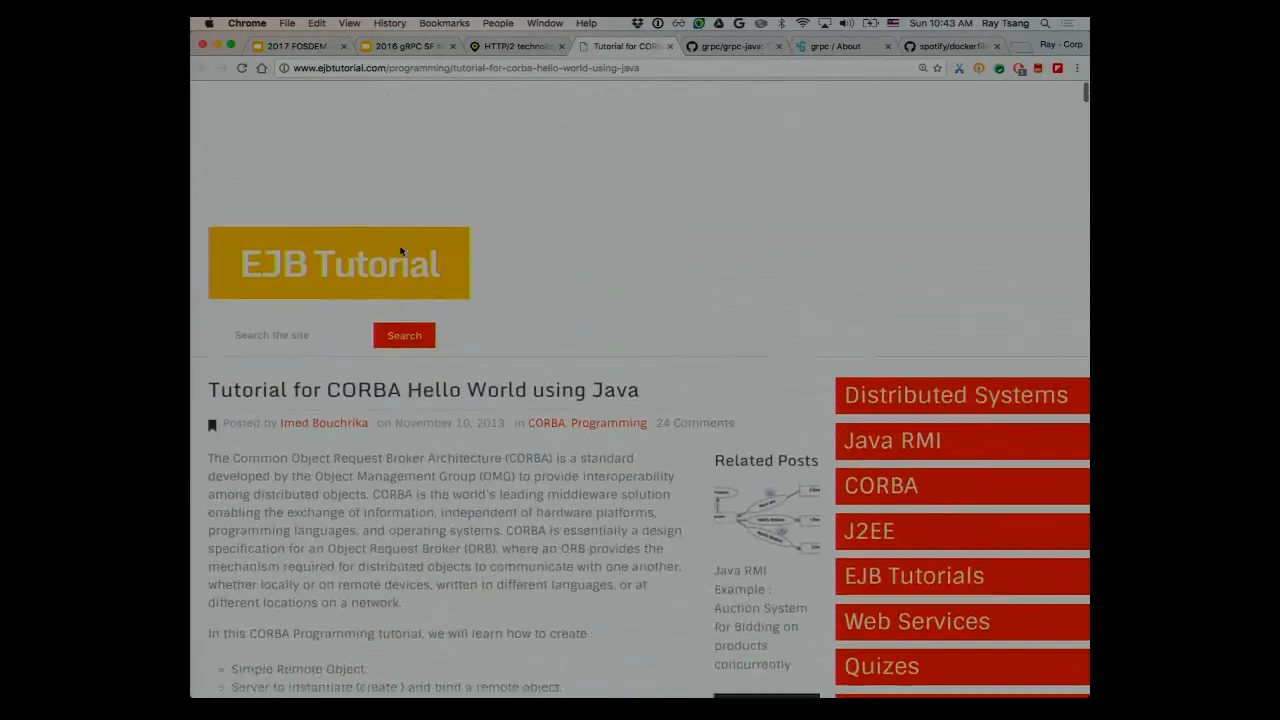 Chrome File Edit View History Bookmarks People Window Help Sun 10:43 AM Ray Tsang
2017 FOSDEM 2016 gRPC SF HTTP/2 technolo Tutorial for CORB grpc/grpc-java: grpc / About spotify/dockerfile Ray - Corp
www.ejbtutorial.com/programming/tutorial-for-corba-hello-world-using-java
EJB Tutorial
Search the site Search
Tutorial for CORBA Hello World using Java
Posted by Imed Bouchrika on November 10, 2013 in CORBA, Programming 24 Comments
The Common Object Request Broker Architecture (CORBA) is a standard
developed by the Object Management Group (OMG) to provide interoperability
among distributed objects. CORBA is the world's leading middleware solution
enabling the exchange of information, independent of hardware platforms,
programming languages, and operating systems. CORBA is essentially a design
specification for an Object Request Broker (ORB), where an ORB provides the
mechanism required for distributed objects to communicate with one another,
whether locally or on remote devices, written in different languages, or at
different locations on a network.
In this CORBA Programming tutorial, we will learn how to create :
Simple Remote Object.
Server to instantiate (create ) and bind a remote object.
Related Posts
Java RMI
Example :
Auction System
for Bidding on
products
concurrently
Distributed Systems
Java RMI
CORBA
J2EE
EJB Tutorials
Web Services
Quizes